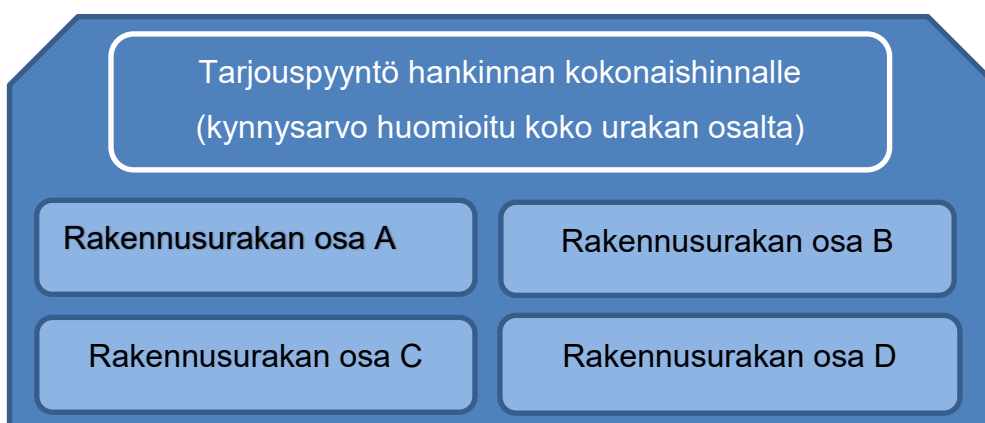 Tarjouspyyntö hankinnan kokonaishinnalle
(kynnysarvo huomioitu koko urakan osalta)
Rakennusurakan osa A
Rakennusurakan osa B
Rakennusurakan osa C
Rakennusurakan osa D